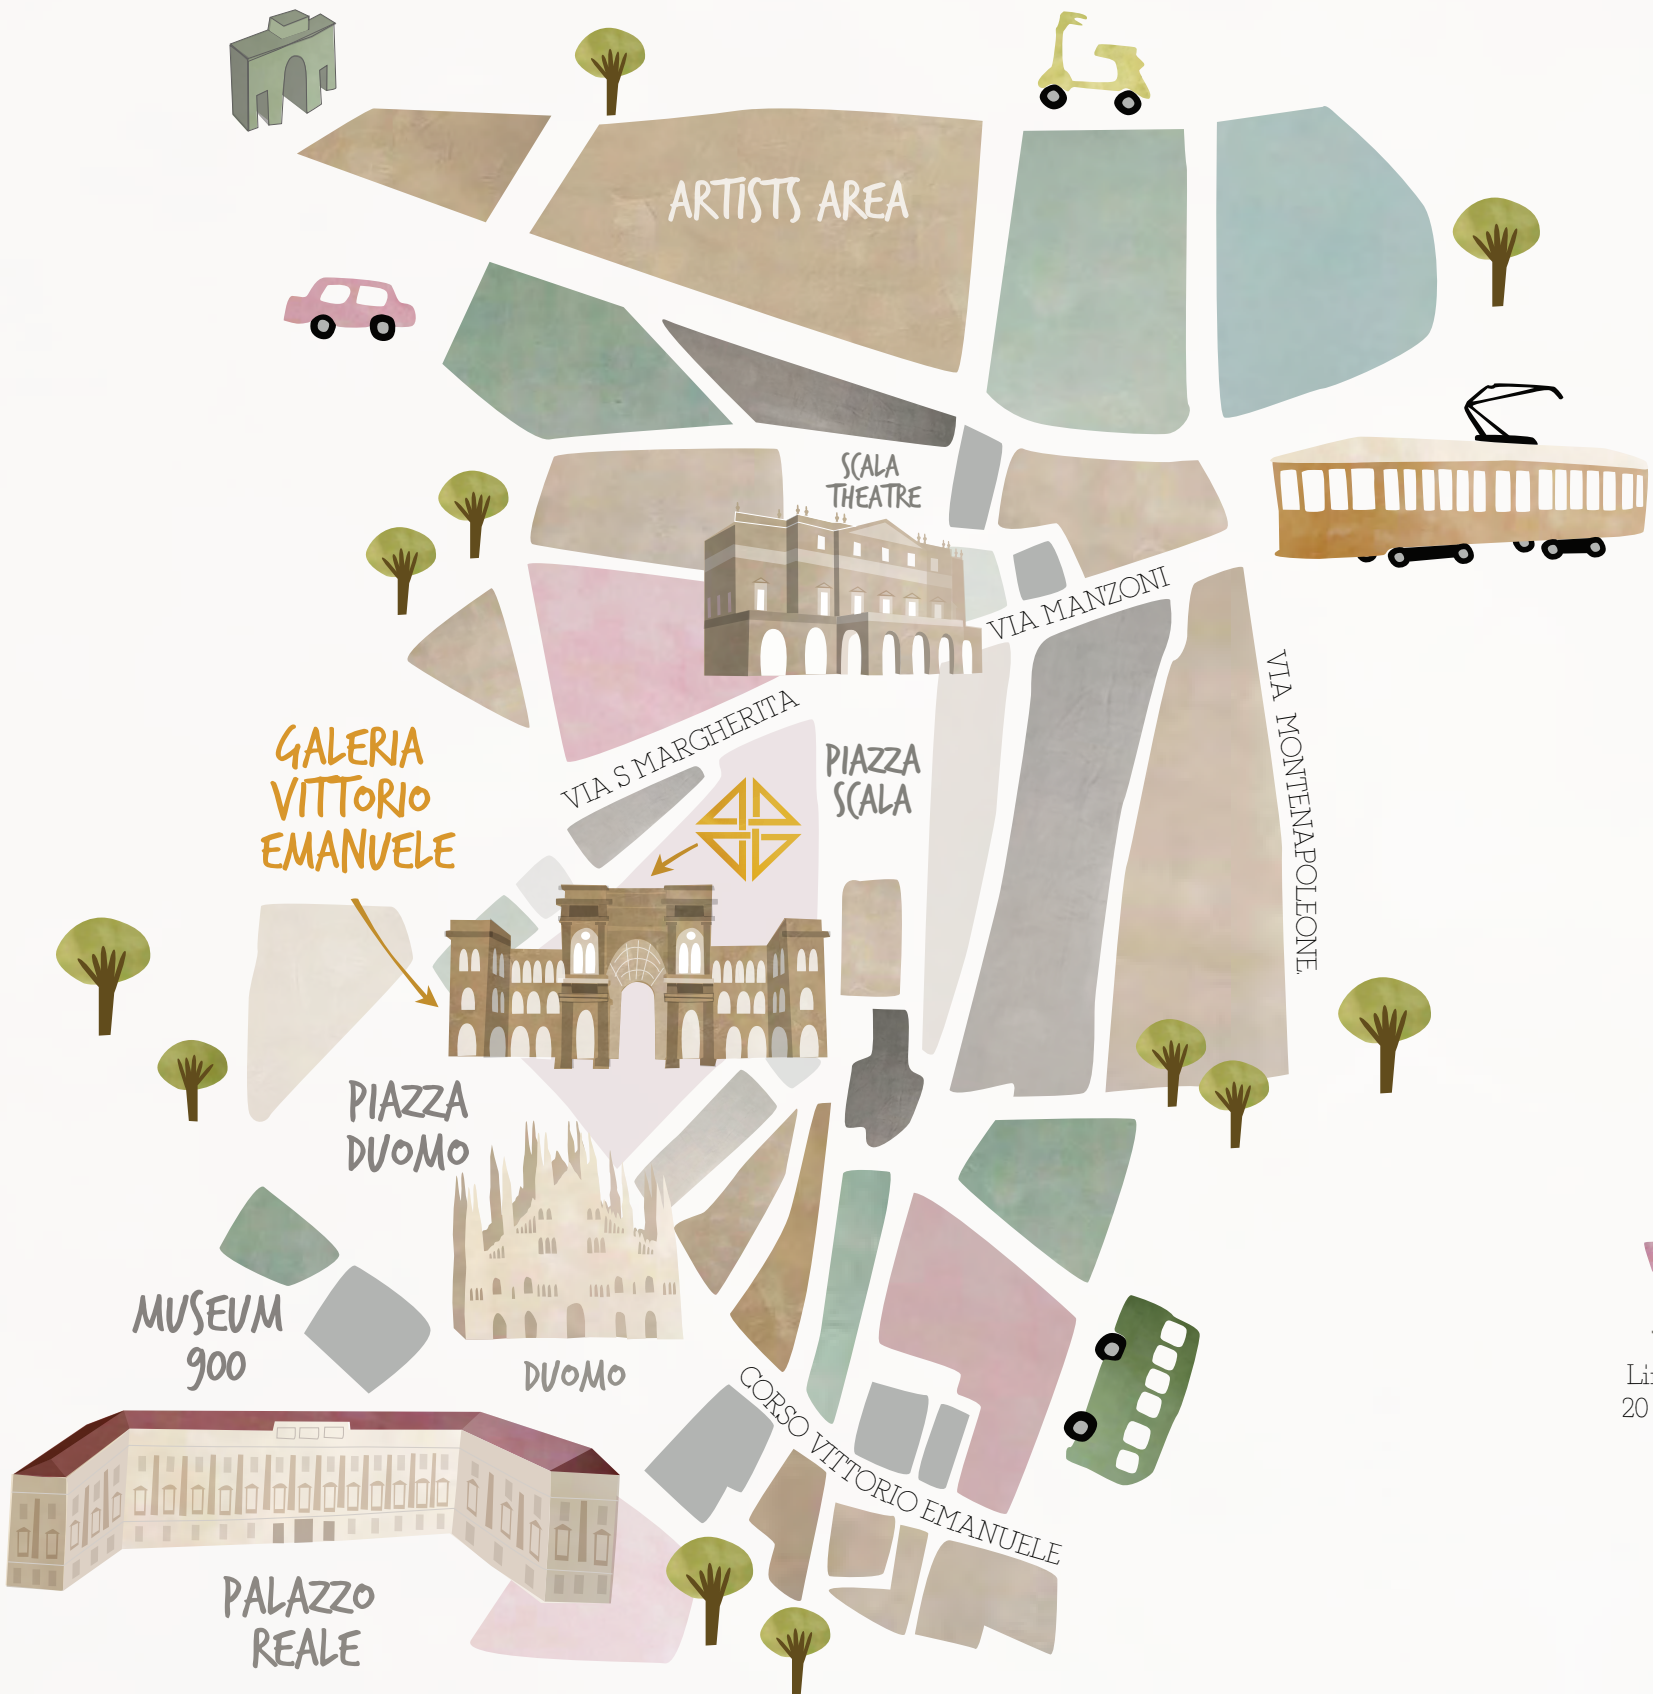 ARTISTS AREA
SCALA
THEATRE
VIA MANZONI
VIA MONTENAPOLEONE
VIA S MARGHERITA
PIAZZA
SCALA
GALERIA
VITTORIO
EMANUELE
PIAZZA
DUOMO
MUSEUM
900
DUOMO
CORSO VITTORIO EMANUELE
PALAZZO
REALE
20